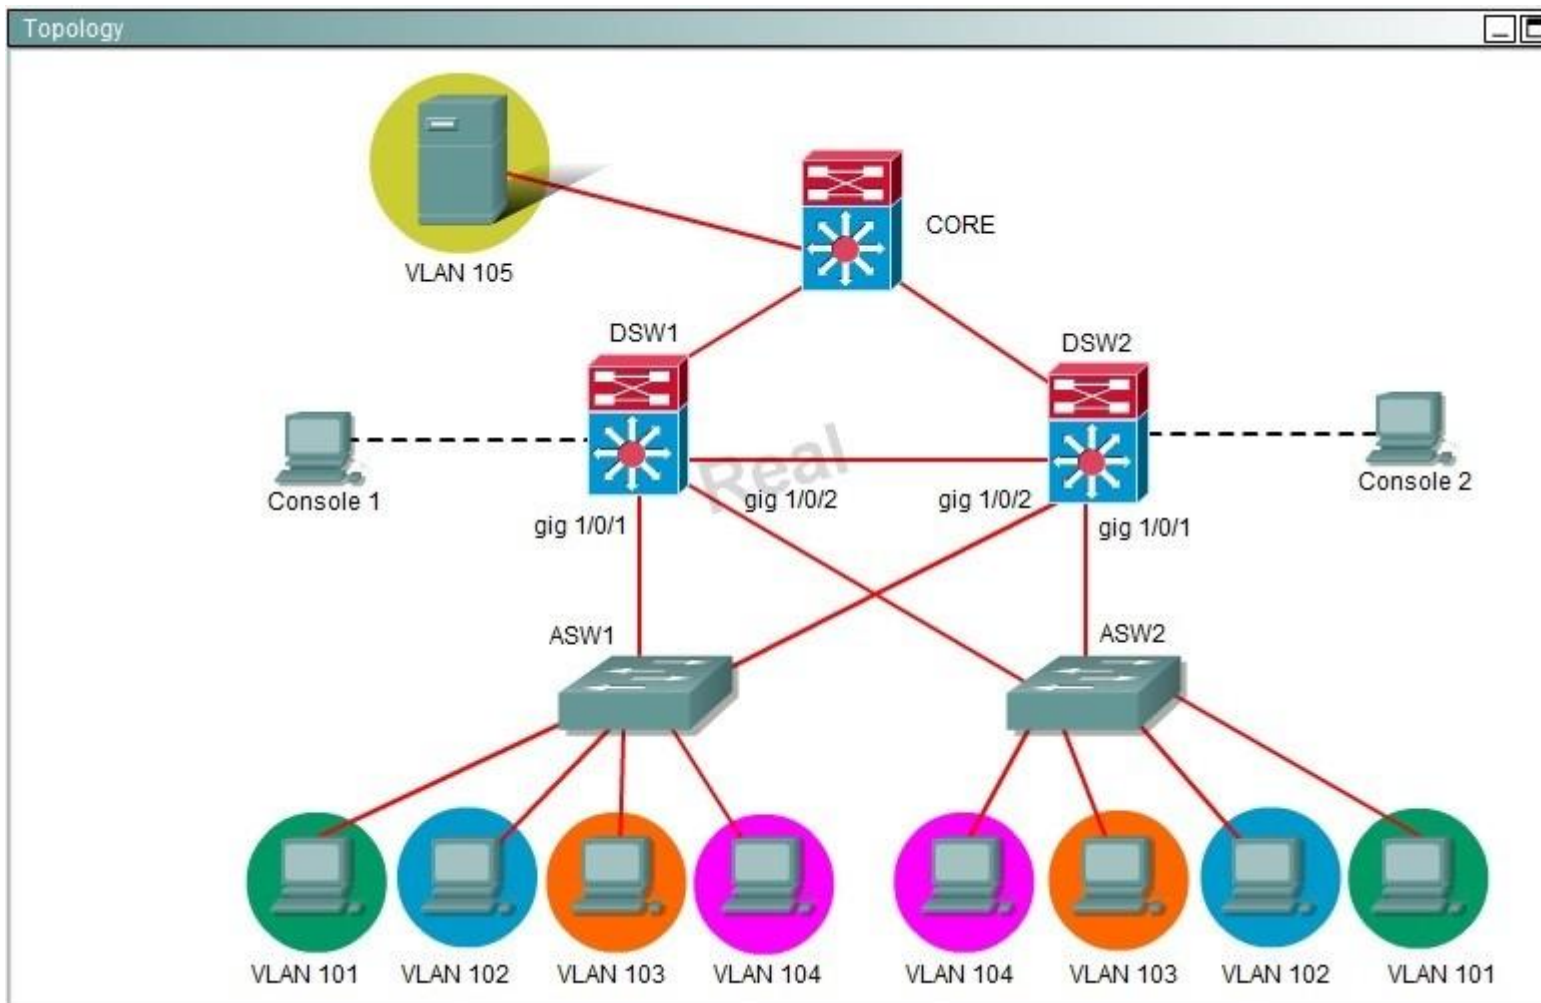 Topology
VLAN 105
CORE
DSW1
DSW2
Console 1
Console 2
Real
gig 1/0/1
gig 1/0/2
gig 1/0/2
gig 1/0/1
ASW1
ASW2
VLAN 101
VLAN 102
VLAN 103
VLAN 104
VLAN 104
VLAN 103
VLAN 102
VLAN 101